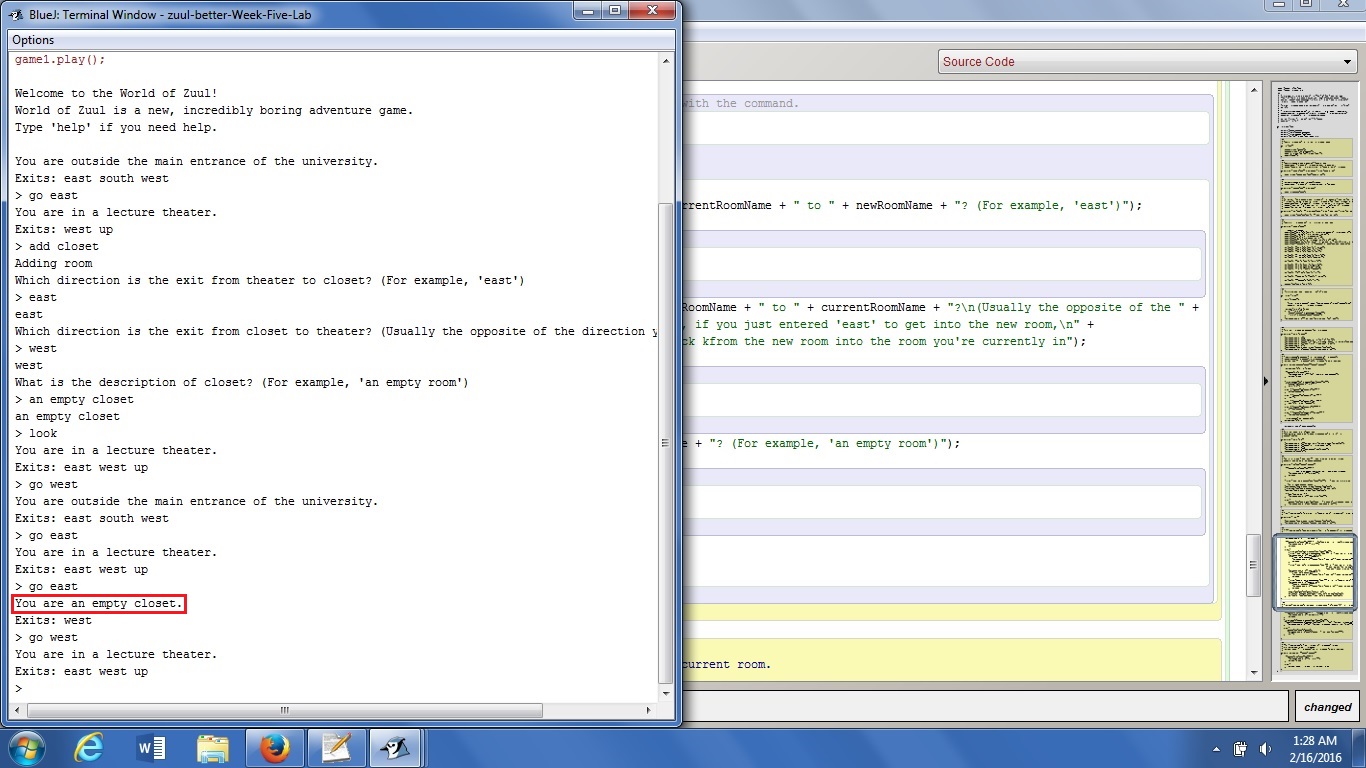 BlueJ: Terminal Window - zuul-better-Week-Five-Lab
Options
game1.play();
Welcome to the World of Zuul!
World of Zuul is a new, incredibly boring adventure game.
Type 'help' if you need help.
You are outside the main entrance of the university.
Exits: east south west
> go east
You are in a lecture theater.
Exits: west up
> add closet
Adding room
Which direction is the exit from theater to closet? (For example, 'east')
> east
east
Which direction is the exit from closet to theater? (Usually the opposite of the direction y
> west
west
What is the description of closet? (For example, 'an empty room')
> an empty closet
an empty closet
> look
You are in a lecture theater.
Exits: east west up
> go west
You are outside the main entrance of the university.
Exits: east south west
> go east
You are in a lecture theater.
Exits: east west up
> go east
You are an empty closet.
Exits: west
> go west
You are in a lecture theater.
Exits: east west up
>
Source Code
with the command.
rrentRoomName + " to " + newRoomName + "? (For example, 'east')");
RoomName + " to " + currentRoomName + "?\n(Usually the opposite of the " +
, if you just entered 'east' to get into the new room,\n" +
ck kfrom the new room into the room you're currently in");
e + "? (For example, 'an empty room')");
current room.
changed
1:28 AM
2/16/2016